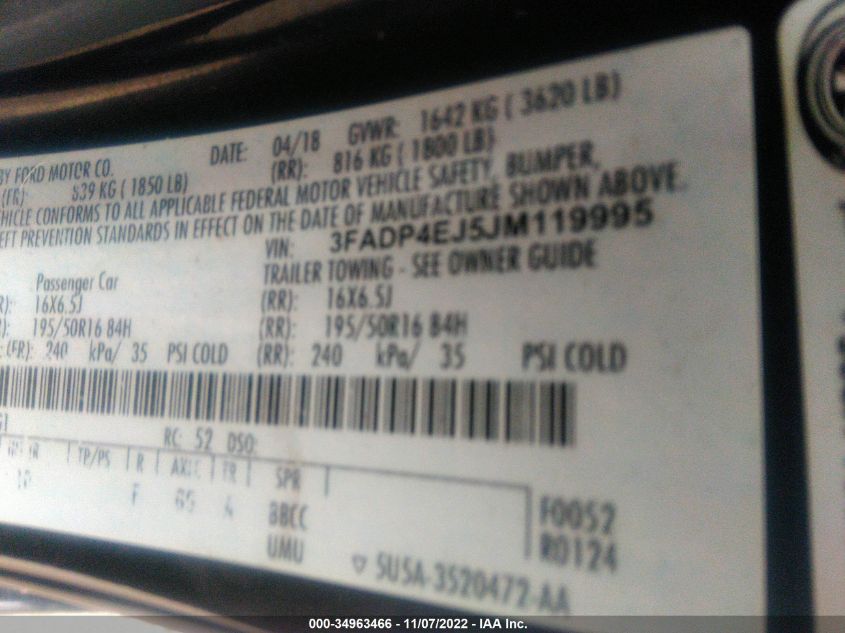 BY FORD MOTOR CO. DATE: 04/18 GVWR: 1642 KG ( 3620 LB)
(FR): 839 KG ( 1850 LB) (RR): 816 KG ( 1800 LB)
VEHICLE CONFORMS TO ALL APPLICABLE FEDERAL MOTOR VEHICLE SAFETY, BUMPER,
EFT PREVENTION STANDARDS IN EFFECT ON THE DATE OF MANUFACTURE SHOWN ABOVE.
VIN: 3FADP4EJ5JM119995
Passenger Car TRAILER TOWING - SEE OWNER GUIDE
R): 16X6.5J (RR): 16X6.5J
): 195/50R16 84H (RR): 195/50R16 84H
(FR): 240 kPa/ 35 PSI COLD (RR): 240 kPa/ 35 PSI COLD
RC: 52 DSO:
TP/PS R AXLE TR SPR
10 F 4 BBCC F0052
UMU R0124
5U5A-3520472-AA
000-34963466 - 11/07/2022 - IAA Inc.